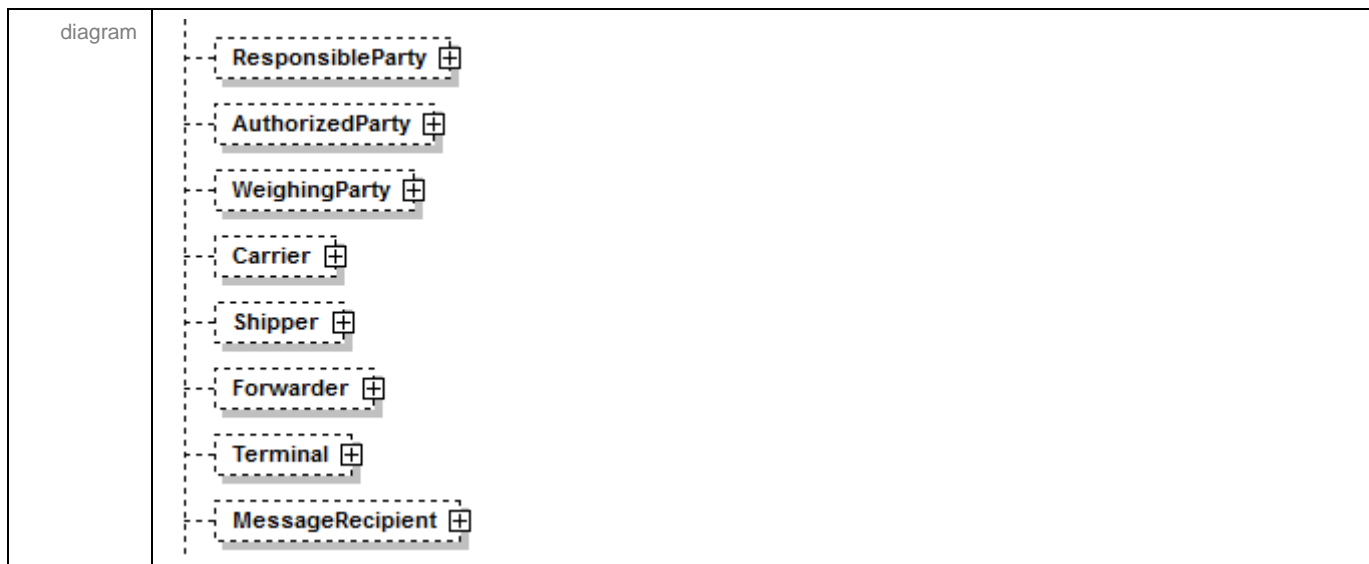 diagram
ResponsibleParty
AuthorizedParty
WeighingParty
Carrier
Shipper
Forwarder
Terminal
MessageRecipient